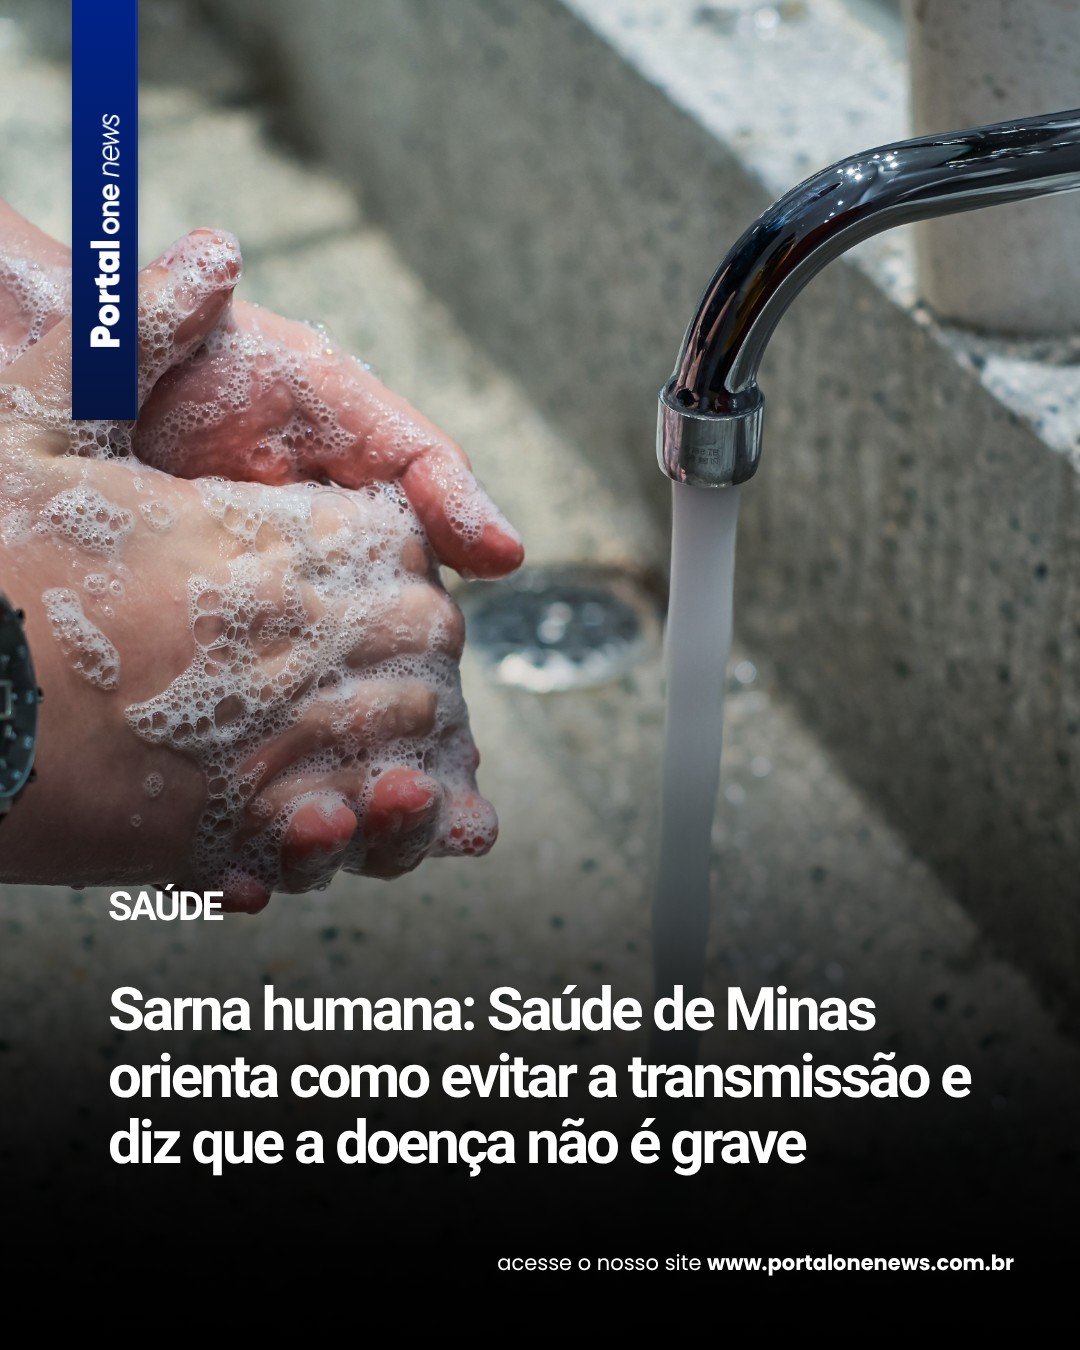 Portal one news
SAÚDE
Sarna humana: Saúde de Minas
orienta como evitar a transmissão e
diz que a doença não é grave
acesse o nosso site www.portalonenews.com.br